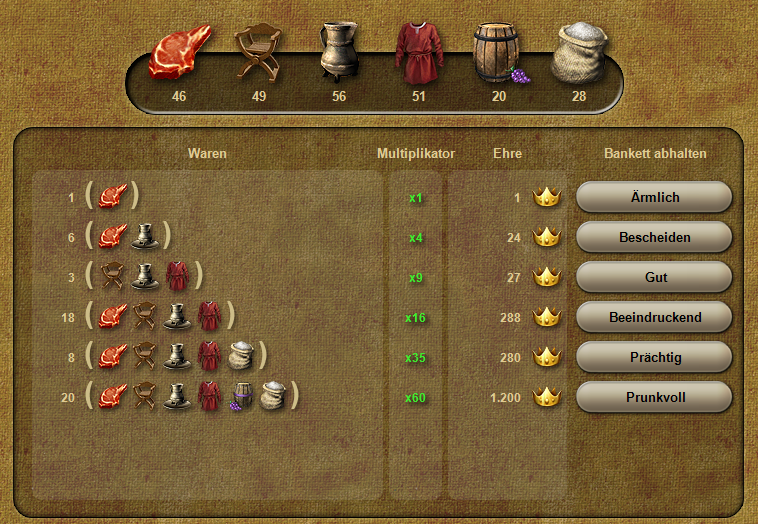 46 49 56 51 20 28
Waren Multiplikator Ehre Bankett abhalten
1 ( ) x1 1 Ärmlich
6 ( ) x4 24 Bescheiden
3 ( ) x9 27 Gut
18 ( ) x16 288 Beeindruckend
8 ( ) x35 280 Prächtig
20 ( ) x60 1.200 Prunkvoll